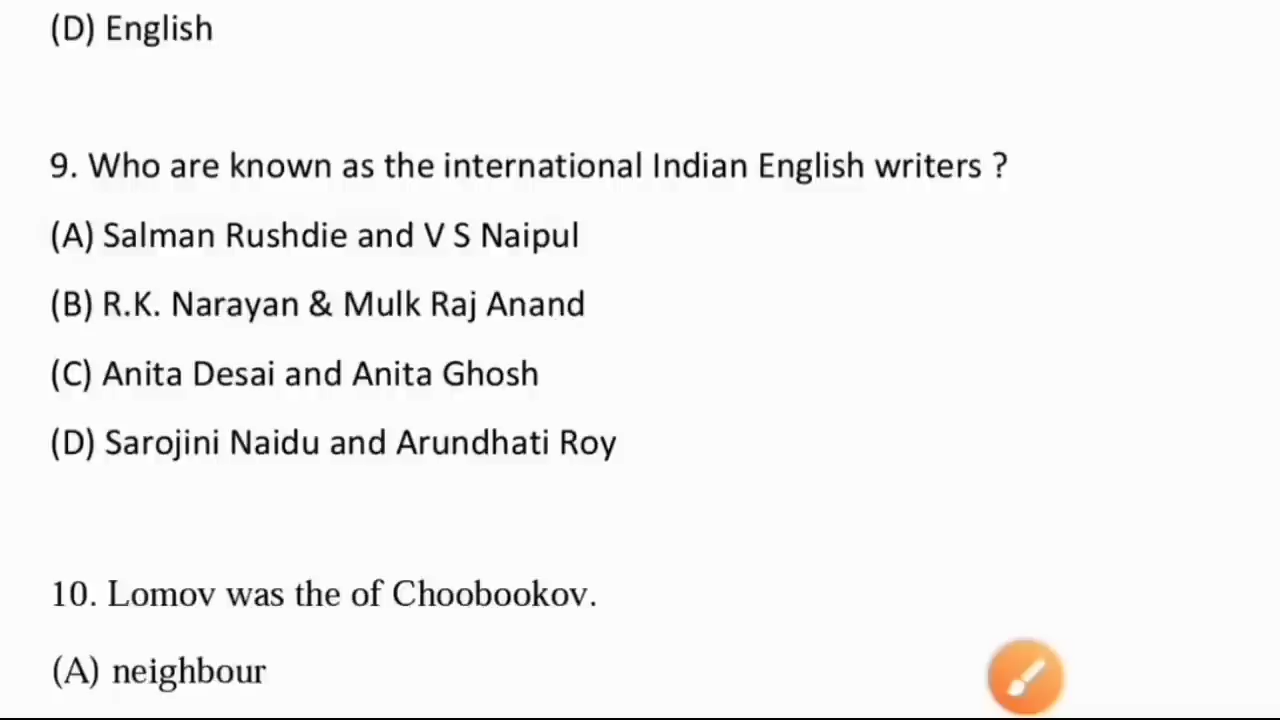 (D) English
9. Who are known as the international Indian English writers ?
(A) Salman Rushdie and V S Naipul
(B) R.K. Narayan & Mulk Raj Anand
(C) Anita Desai and Anita Ghosh
(D) Sarojini Naidu and Arundhati Roy
10. Lomov was the of Choobookov.
(A) neighbour